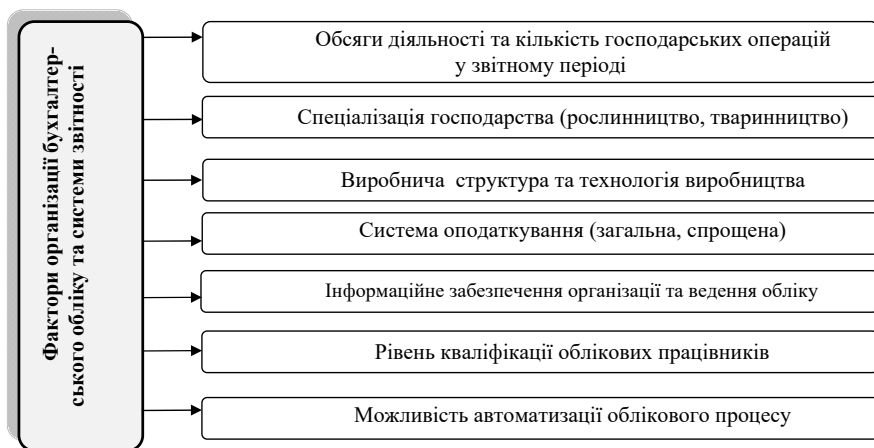 Фактори організації бухгалтер-
ського обліку та системи звітності
Обсяги діяльності та кількість господарських операцій
у звітному періоді
Спеціалізація господарства (рослинництво, тваринництво)
Виробнича структура та технологія виробництва
Система оподаткування (загальна, спрощена)
Інформаційне забезпечення організації та ведення обліку
Рівень кваліфікації облікових працівників
Можливість автоматизації облікового процесу